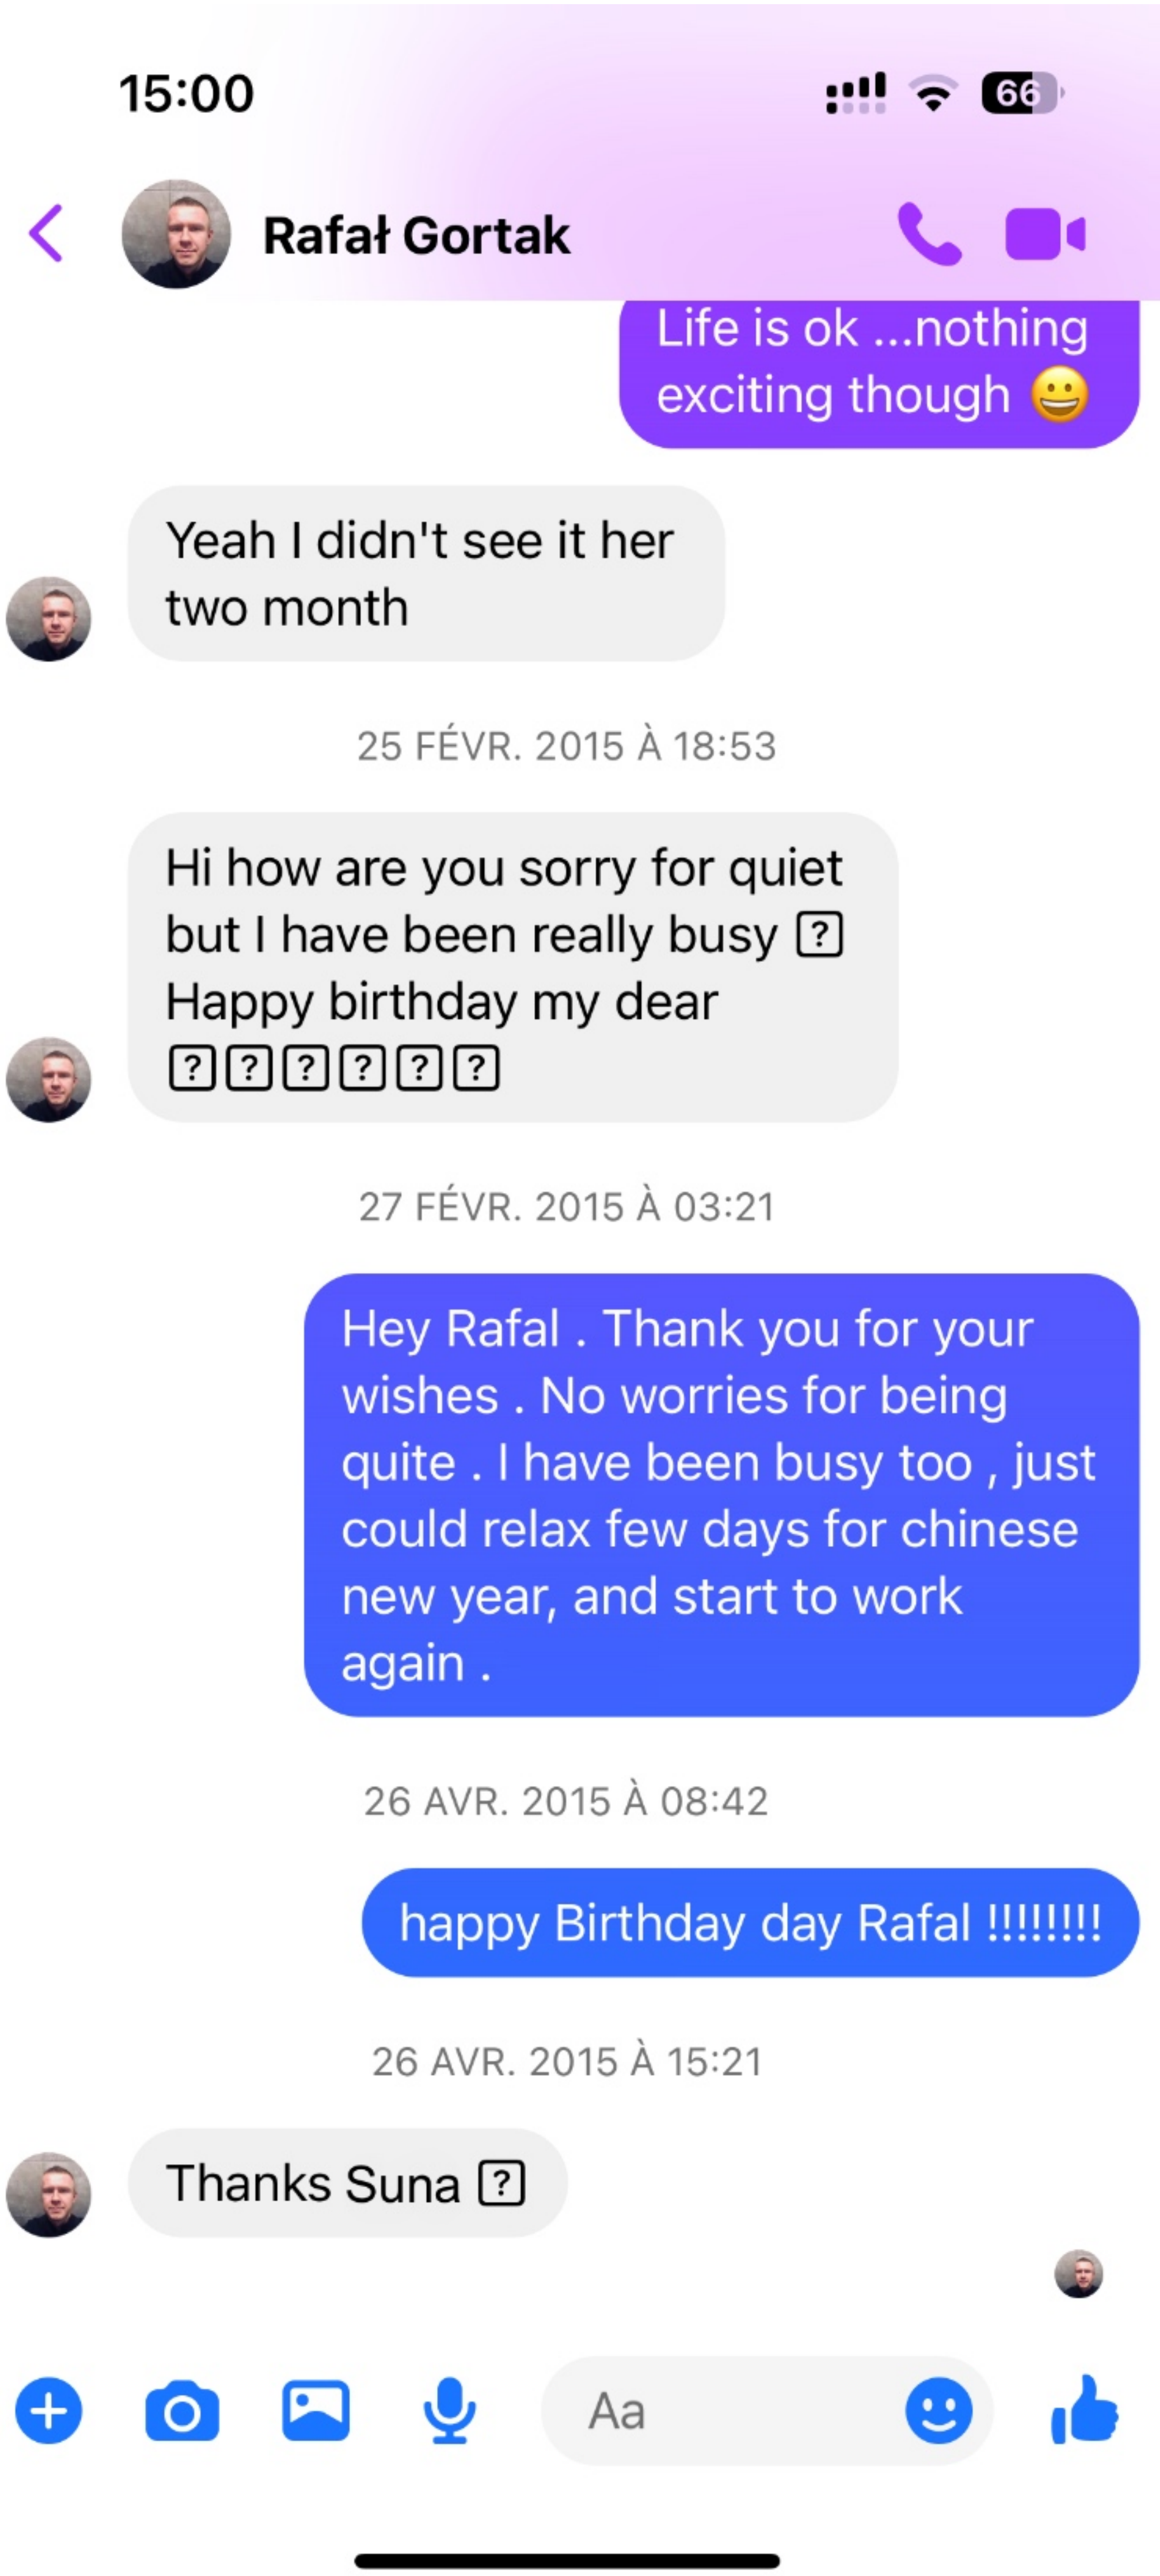 15:00
66
Rafał Gortak
Life is ok ...nothing
exciting though 😀
Yeah I didn't see it her
two month
25 FÉVR. 2015 À 18:53
Hi how are you sorry for quiet
but I have been really busy ⍰
Happy birthday my dear
⍰⍰⍰⍰⍰⍰
27 FÉVR. 2015 À 03:21
Hey Rafal . Thank you for your
wishes . No worries for being
quite . I have been busy too , just
could relax few days for chinese
new year, and start to work
again .
26 AVR. 2015 À 08:42
happy Birthday day Rafal !!!!!!!!
26 AVR. 2015 À 15:21
Thanks Suna ⍰
Aa